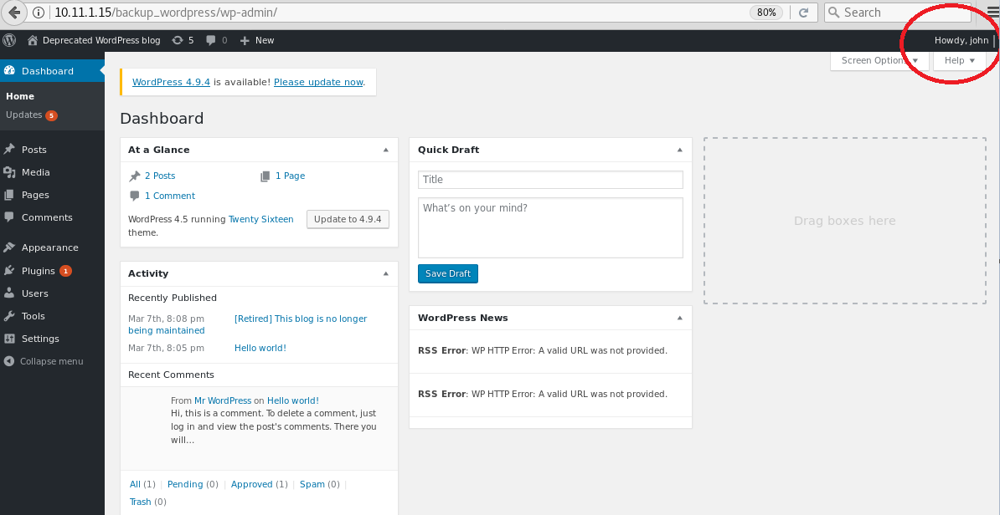 10.11.1.15/backup_wordpress/wp-admin/ 80% Search
Deprecated WordPress blog 5 0 New Howdy, john
Screen Options Help
Dashboard
Home
Updates 5
Posts
Media
Pages
Comments
Appearance
Plugins 1
Users
Tools
Settings
Collapse menu
WordPress 4.9.4 is available! Please update now.
Dashboard
At a Glance
2 Posts 1 Page
1 Comment
WordPress 4.5 running Twenty Sixteen
theme.
Update to 4.9.4
Activity
Recently Published
Mar 7th, 8:08 pm [Retired] This blog is no longer
being maintained
Mar 7th, 8:05 pm Hello world!
Recent Comments
From Mr WordPress on Hello world!
Hi, this is a comment. To delete a comment, just
log in and view the post's comments. There you
will...
All (1) | Pending (0) | Approved (1) | Spam (0) |
Trash (0)
Quick Draft
Title
What's on your mind?
Save Draft
WordPress News
RSS Error: WP HTTP Error: A valid URL was not provided.
RSS Error: WP HTTP Error: A valid URL was not provided.
Drag boxes here